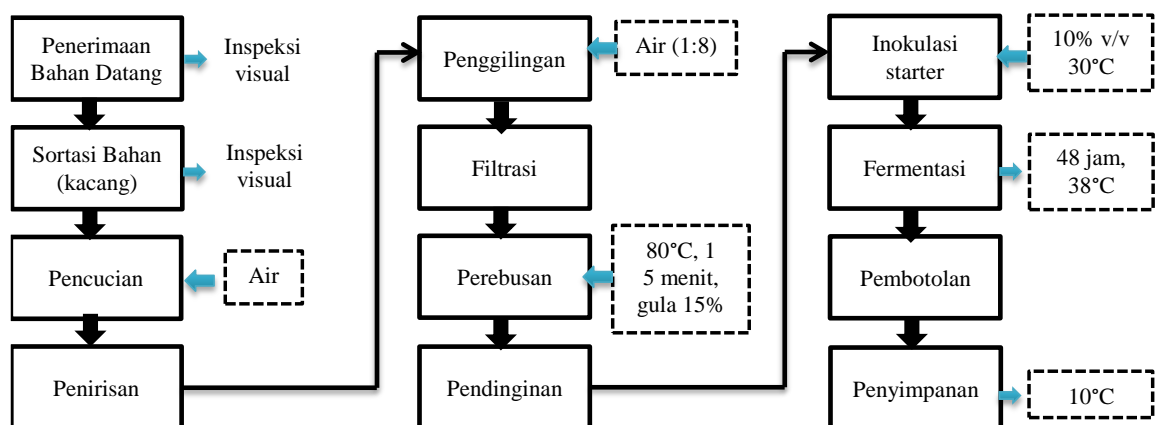 Penerimaan
Bahan Datang
Inspeksi
visual
Sortasi Bahan
(kacang)
Inspeksi
visual
Pencucian
Air
Penirisan
Penggilingan
Air (1:8)
Filtrasi
Perebusan
80°C, 1
5 menit,
gula 15%
Pendinginan
Inokulasi
starter
10% v/v
30°C
Fermentasi
48 jam,
38°C
Pembotolan
Penyimpanan
10°C